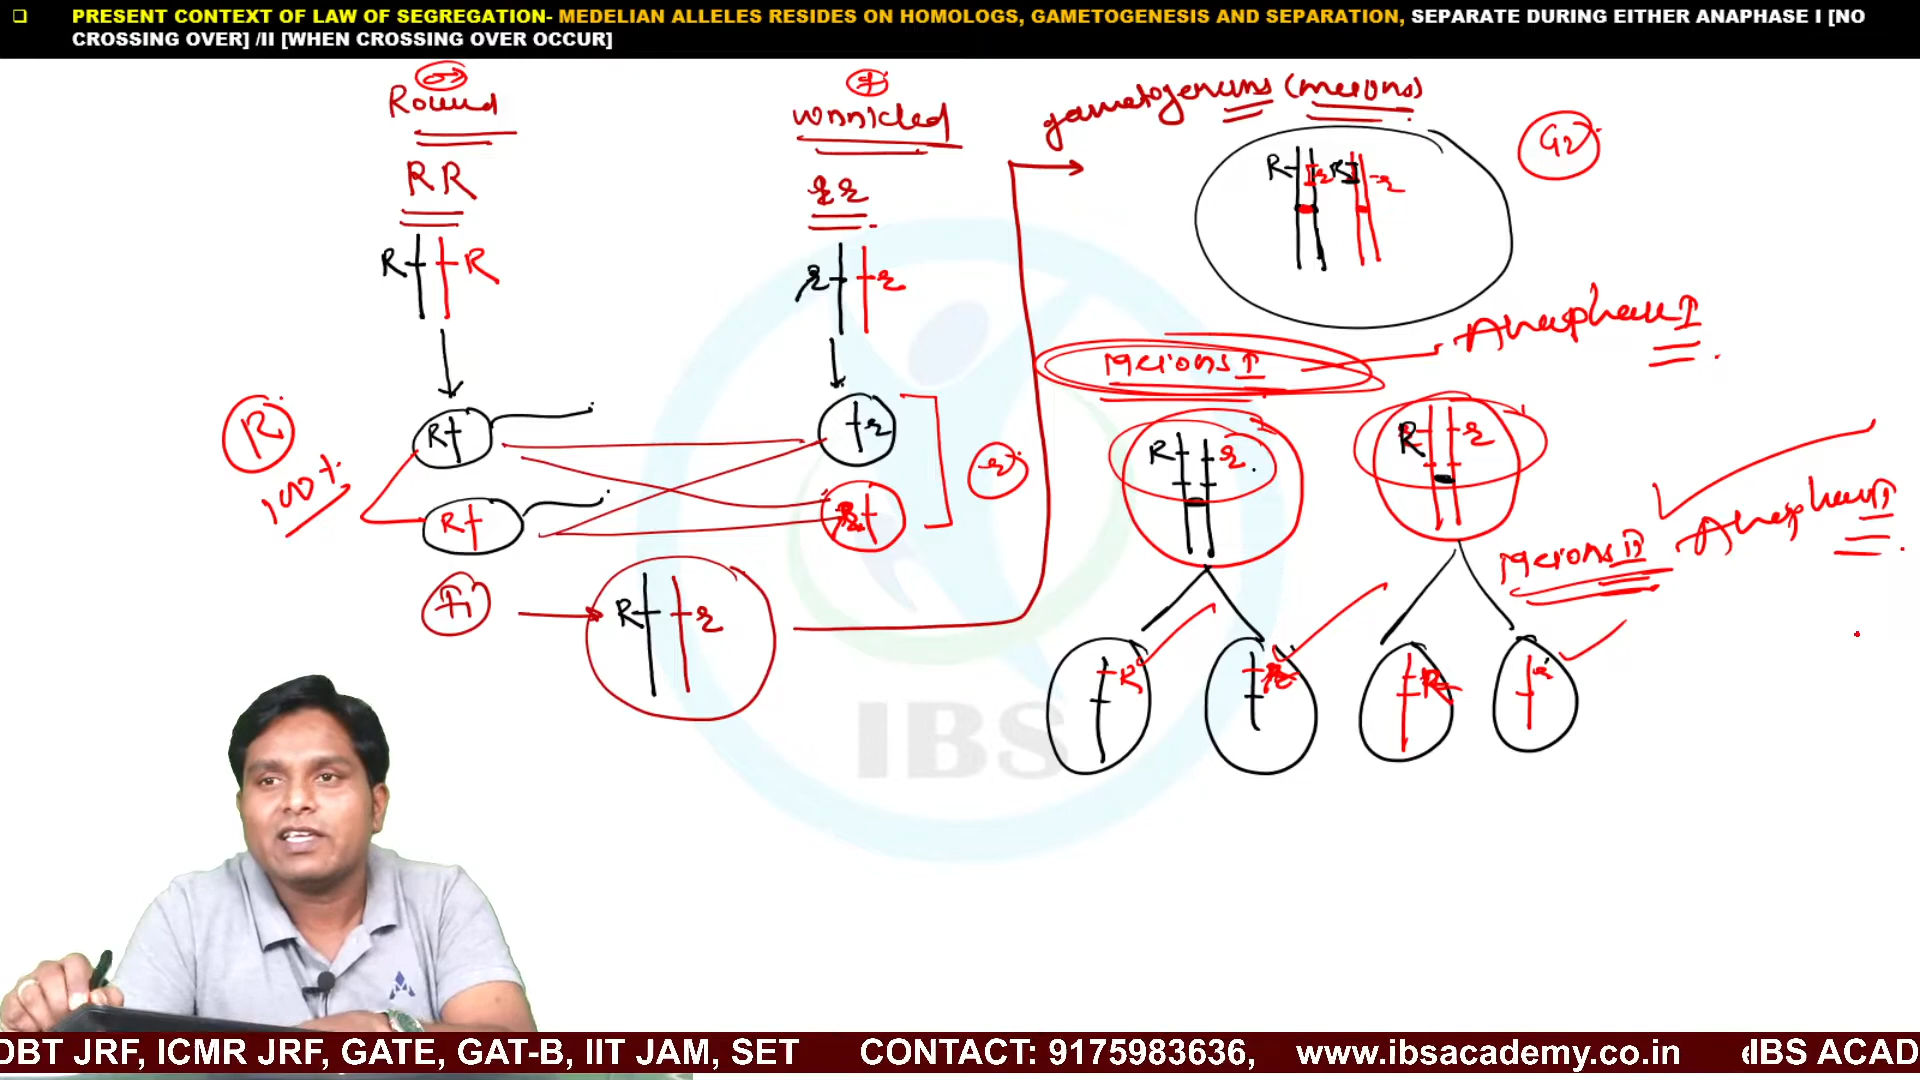 PRESENT CONTEXT OF LAW OF SEGREGATION- MEDELIAN ALLELES RESIDES ON HOMOLOGS, GAMETOGENESIS AND SEPARATION, SEPARATE DURING EITHER ANAPHASE I [NO
CROSSING OVER] /II [WHEN CROSSING OVER OCCUR]
Round
RR
R R
R
100%
R
R
F1
R r
wrinkled
rr
r r
r
r
r
gametogenesis (meiosis)
G2
R r R r
Meiosis I
Anaphase I
R r
R r
Meiosis II
Anaphase II
R
R
r
IBS
DBT JRF, ICMR JRF, GATE, GAT-B, IIT JAM, SET CONTACT: 9175983636, www.ibsacademy.co.in IBS ACAD